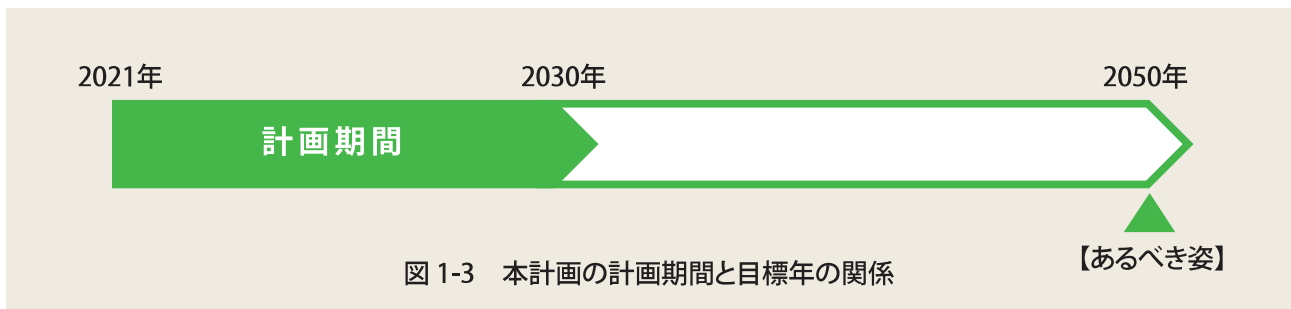 2021年
2030年
2050年
計画期間
【あるべき姿】
図 1-3　本計画の計画期間と目標年の関係